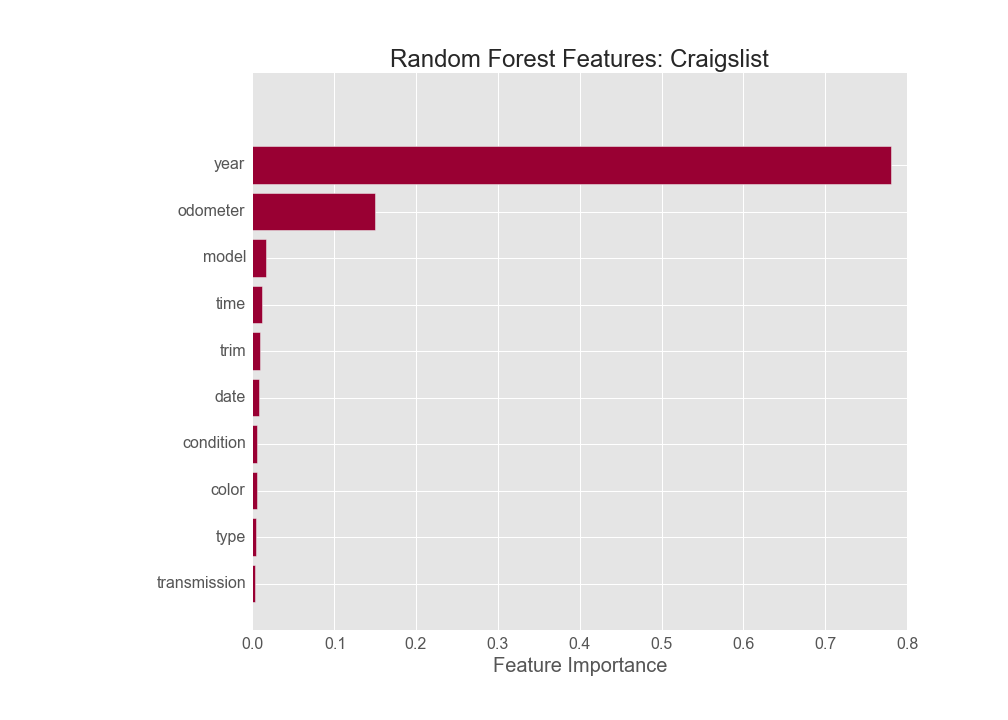 Random Forest Features: Craigslist
year
odometer
model
time
trim
date
condition
color
type
transmission
0.0 0.1 0.2 0.3 0.4 0.5 0.6 0.7 0.8
Feature Importance